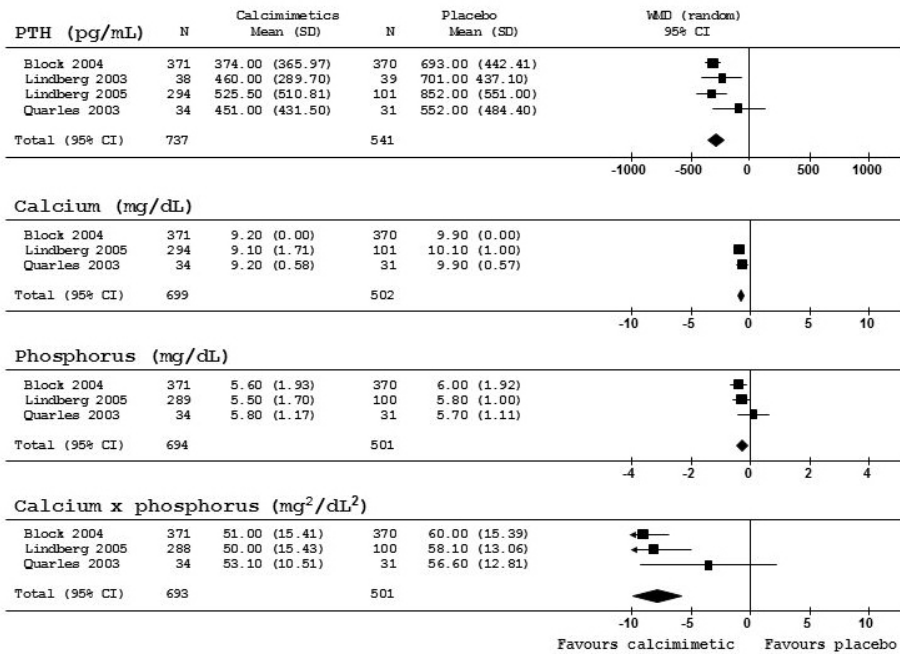 Calcimimetics Placebo WMD (random)
PTH (pg/mL) N Mean (SD) N Mean (SD) 95% CI
Block 2004 371 374.00 (365.97) 370 693.00 (442.41)
Lindberg 2003 38 460.00 (289.70) 39 701.00 437.10)
Lindberg 2005 294 525.50 (510.81) 101 852.00 (551.00)
Quarles 2003 34 451.00 (431.50) 31 552.00 (484.40)
Total (95% CI) 737 541
-1000 -500 0 500 1000
Calcium (mg/dL)
Block 2004 371 9.20 (0.00) 370 9.90 (0.00)
Lindberg 2005 294 9.10 (1.71) 101 10.10 (1.00)
Quarles 2003 34 9.20 (0.58) 31 9.90 (0.57)
Total (95% CI) 699 502
-10 -5 0 5 10
Phosphorus (mg/dL)
Block 2004 371 5.60 (1.93) 370 6.00 (1.92)
Lindberg 2005 289 5.50 (1.70) 100 5.80 (1.00)
Quarles 2003 34 5.80 (1.17) 31 5.70 (1.11)
Total (95% CI) 694 501
-4 -2 0 2 4
Calcium x phosphorus (mg²/dL²)
Block 2004 371 51.00 (15.41) 370 60.00 (15.39)
Lindberg 2005 288 50.00 (15.43) 100 58.10 (13.06)
Quarles 2003 34 53.10 (10.51) 31 56.60 (12.81)
Total (95% CI) 693 501
-10 -5 0 5 10
Favours calcimimetic Favours placebo